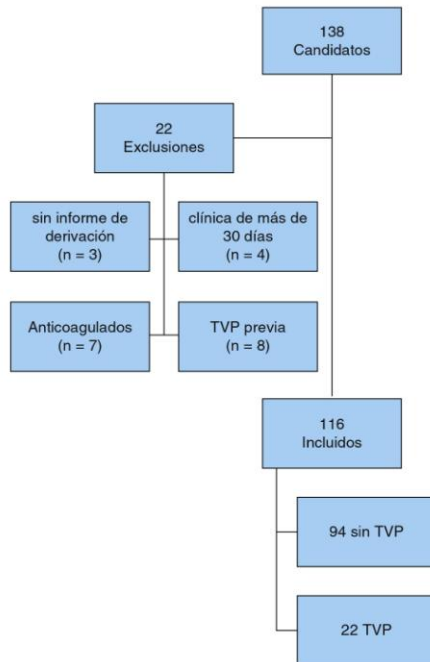 138
Candidatos
22
Exclusiones
sin informe de
derivación
(n = 3)
clínica de más de
30 días
(n = 4)
Anticoagulados
(n = 7)
TVP previa
(n = 8)
116
Incluidos
94 sin TVP
22 TVP